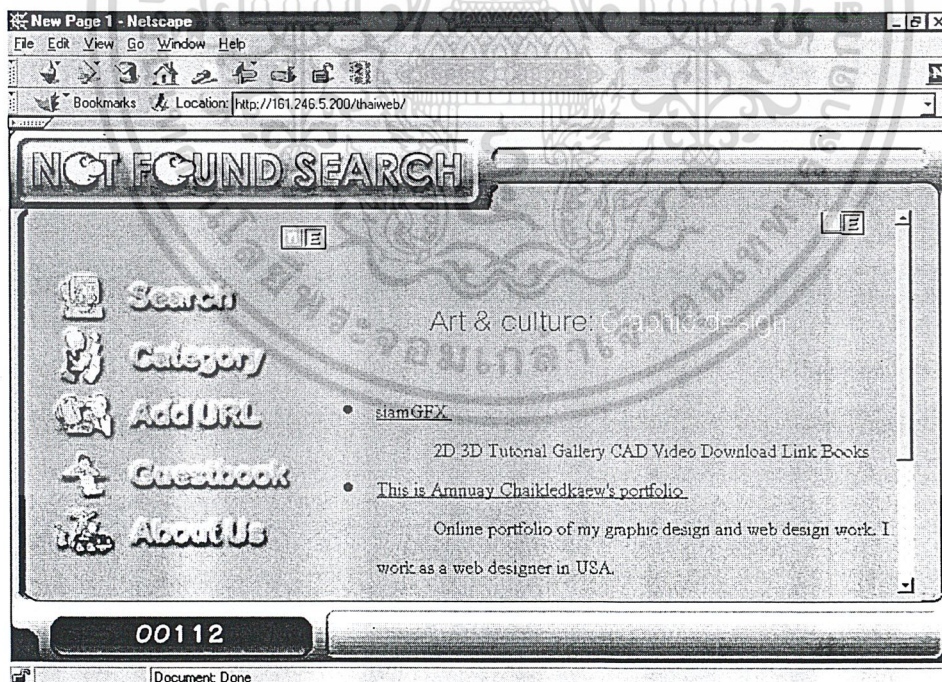 New Page 1 - Netscape
File Edit View Go Window Help
Bookmarks Location: http://161.246.5.200/thaiweb/
NOT FOUND SEARCH
E
E
Search
Category
Add URL
Guestbook
About Us
Art & culture: Graphic design
siamGFX
2D 3D Tutorial Gallery CAD Video Download Link Books
This is Amnuay Chaikledkaew's portfolio
Online portfolio of my graphic design and web design work. I
work as a web designer in USA.
00112
Document: Done